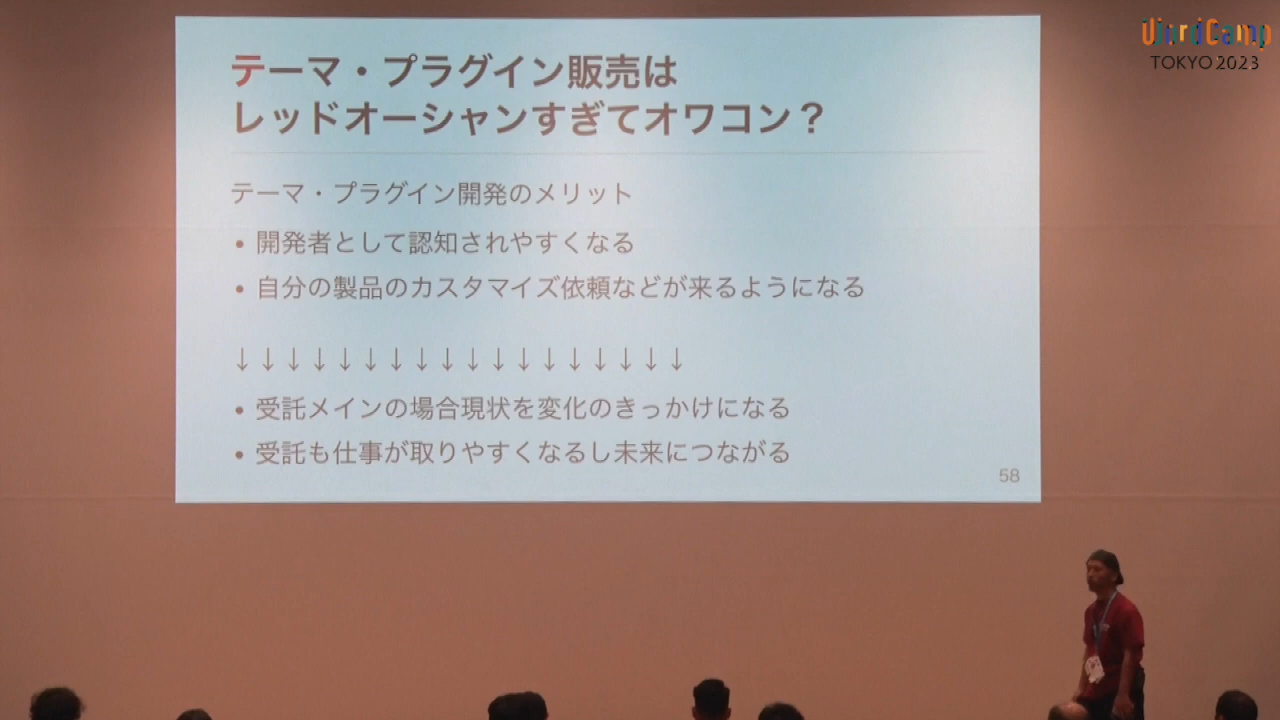 WordCamp
TOKYO 2023
テーマ・プラグイン販売は
レッドオーシャンすぎてオワコン？
テーマ・プラグイン開発のメリット
• 開発者として認知されやすくなる
• 自分の製品のカスタマイズ依頼などが来るようになる
↓↓↓↓↓↓↓↓↓↓↓↓↓↓↓↓↓↓
• 受託メインの場合現状を変化のきっかけになる
• 受託も仕事が取りやすくなるし未来につながる
58